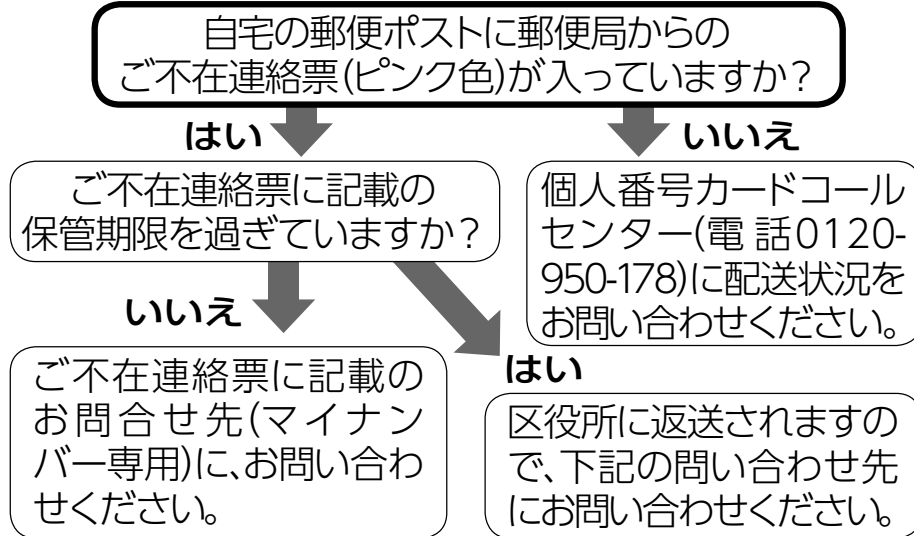 自宅の郵便ポストに郵便局からの
ご不在連絡票(ピンク色)が入っていますか？
はい
いいえ
ご不在連絡票に記載の
保管期限を過ぎていますか？
個人番号カードコール
センター(電話0120-
950-178)に配送状況を
お問い合わせください。
いいえ
はい
ご不在連絡票に記載の
お問合せ先(マイナン
バー専用)に、お問い合わ
せください。
区役所に返送されますの
で、下記の問い合わせ先
にお問い合わせください。